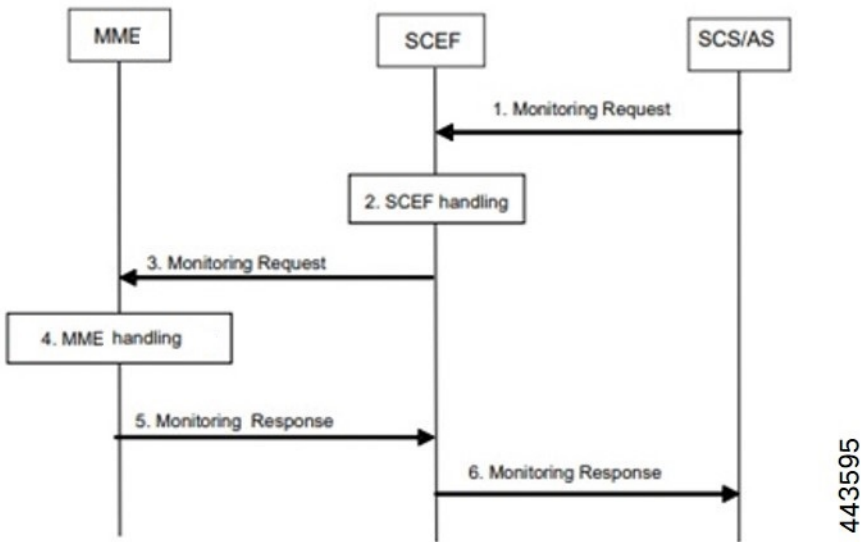 MME
SCEF
SCS/AS
1. Monitoring Request
2. SCEF handling
3. Monitoring Request
4. MME handling
5. Monitoring Response
6. Monitoring Response
443595